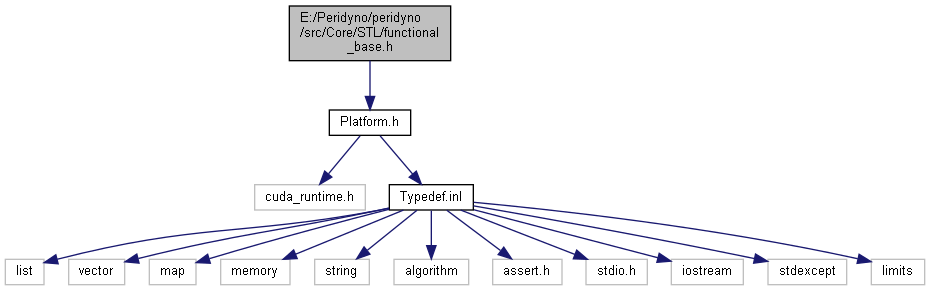 E:/Peridyno/peridyno
/src/Core/STL/functional
_base.h
Platform.h
cuda_runtime.h
Typedef.inl
list
vector
map
memory
string
algorithm
assert.h
stdio.h
iostream
stdexcept
limits